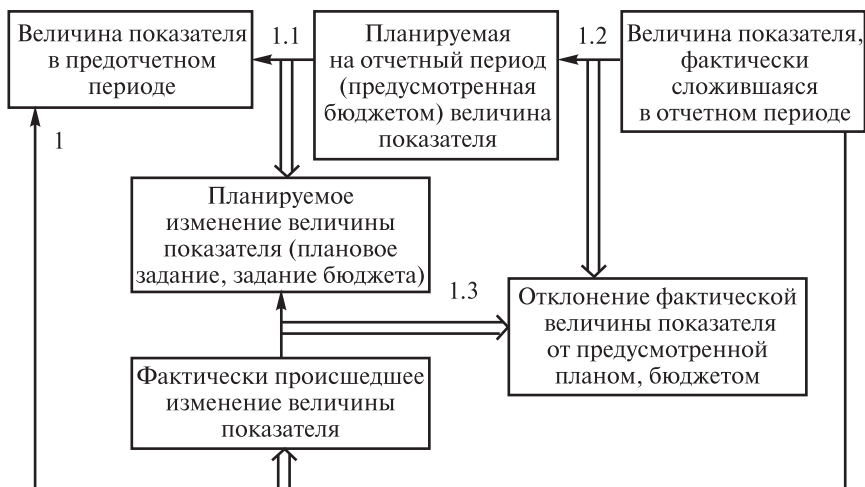 Величина показателя
в предотчетном
периоде
1.1
Планируемая
на отчетный период
(предусмотренная
бюджетом) величина
показателя
1.2
Величина показателя,
фактически
сложившаяся
в отчетном периоде
1
Планируемое
изменение величины
показателя (плановое
задание, задание бюджета)
1.3
Отклонение фактической
величины показателя
от предусмотренной
планом, бюджетом
Фактически происшедшее
изменение величины
показателя